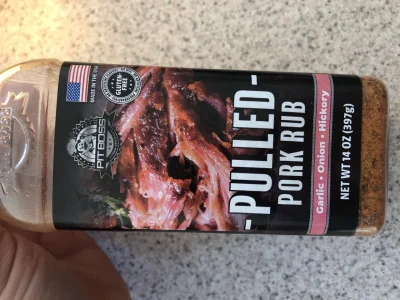 MADE IN THE USA
GLUTEN
FREE
PIT BOSS
PULLED
PORK RUB
Garlic • Onion • Hickory
NET WT 14 OZ (397g)